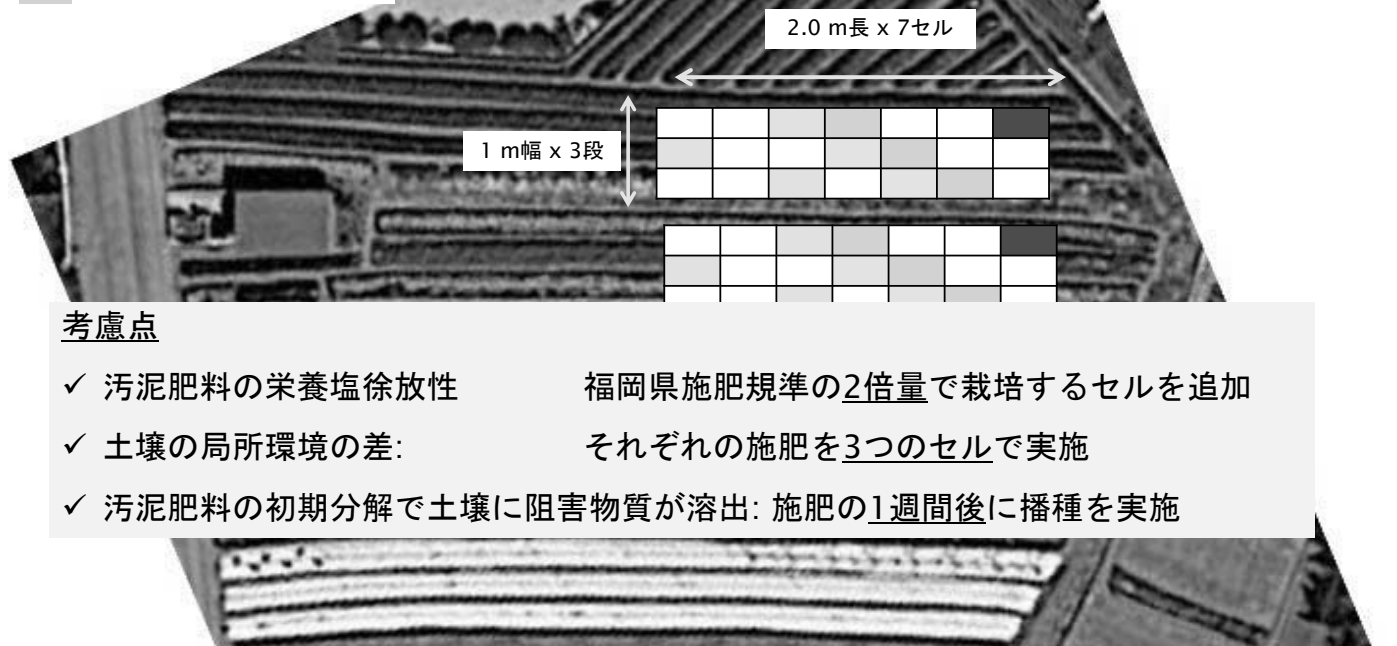 2.0 m長 x 7セル
1 m幅 x 3段
考慮点
✓ 汚泥肥料の栄養塩徐放性 福岡県施肥規準の2倍量で栽培するセルを追加
✓ 土壌の局所環境の差: それぞれの施肥を3つのセルで実施
✓ 汚泥肥料の初期分解で土壌に阻害物質が溶出: 施肥の1週間後に播種を実施